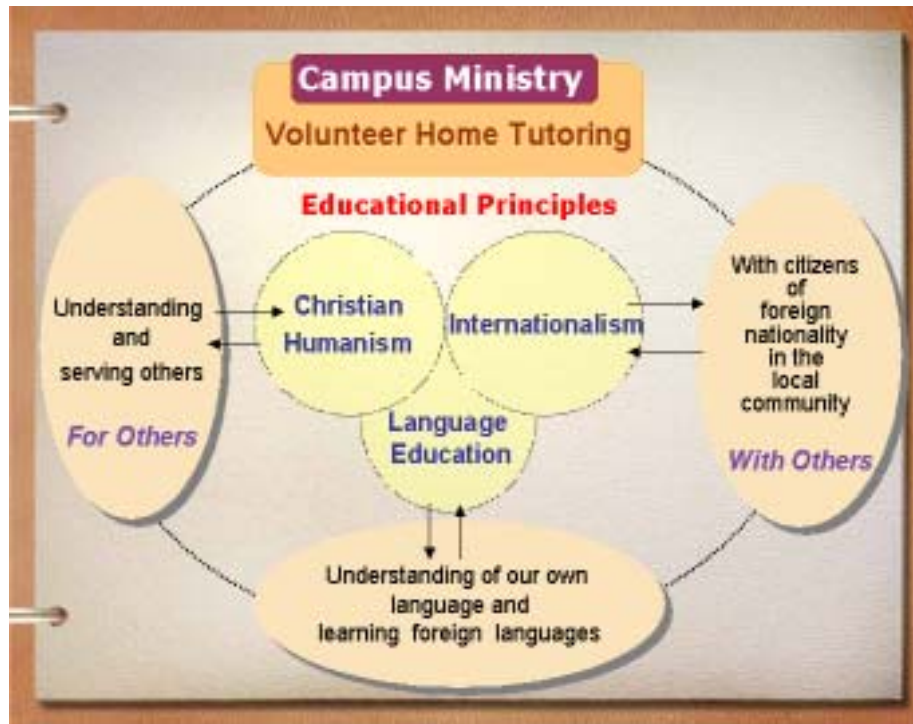 Campus Ministry
Volunteer Home Tutoring
Educational Principles
Understanding
and
serving others
For Others
Christian
Humanism
Internationalism
Language
Education
With citizens
of
foreign
nationality
in the
local
community
With Others
Understanding of our own
language and
learning foreign languages